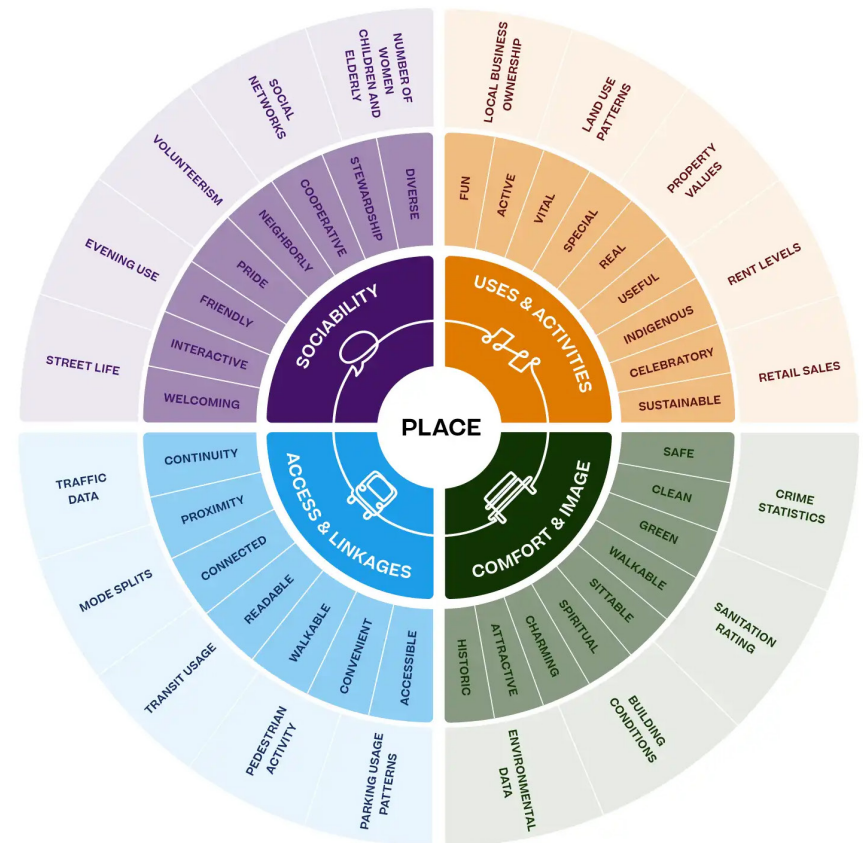 PLACE
SOCIABILITY
USES & ACTIVITIES
COMFORT & IMAGE
ACCESS & LINKAGES
WELCOMING
INTERACTIVE
FRIENDLY
PRIDE
NEIGHBORLY
COOPERATIVE
STEWARDSHIP
DIVERSE
FUN
ACTIVE
VITAL
SPECIAL
REAL
USEFUL
INDIGENOUS
CELEBRATORY
SUSTAINABLE
SAFE
CLEAN
GREEN
WALKABLE
SITTABLE
SPIRITUAL
CHARMING
ATTRACTIVE
HISTORIC
ACCESSIBLE
CONVENIENT
WALKABLE
READABLE
CONNECTED
PROXIMITY
CONTINUITY
STREET LIFE
EVENING USE
VOLUNTEERISM
SOCIAL
NETWORKS
NUMBER OF
WOMEN
CHILDREN AND
ELDERLY
LOCAL BUSINESS
OWNERSHIP
LAND USE
PATTERNS
PROPERTY
VALUES
RENT LEVELS
RETAIL SALES
CRIME
STATISTICS
SANITATION
RATING
BUILDING
CONDITIONS
ENVIRONMENTAL
DATA
PARKING USAGE
PATTERNS
PEDESTRIAN
ACTIVITY
TRANSIT USAGE
MODE SPLITS
TRAFFIC
DATA